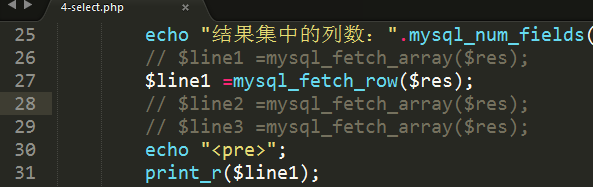 4-select.php
25 echo "结果集中的列数：".mysql_num_fields(
26 // $line1 =mysql_fetch_array($res);
27 $line1 =mysql_fetch_row($res);
28 // $line2 =mysql_fetch_array($res);
29 // $line3 =mysql_fetch_array($res);
30 echo "<pre>";
31 print_r($line1);